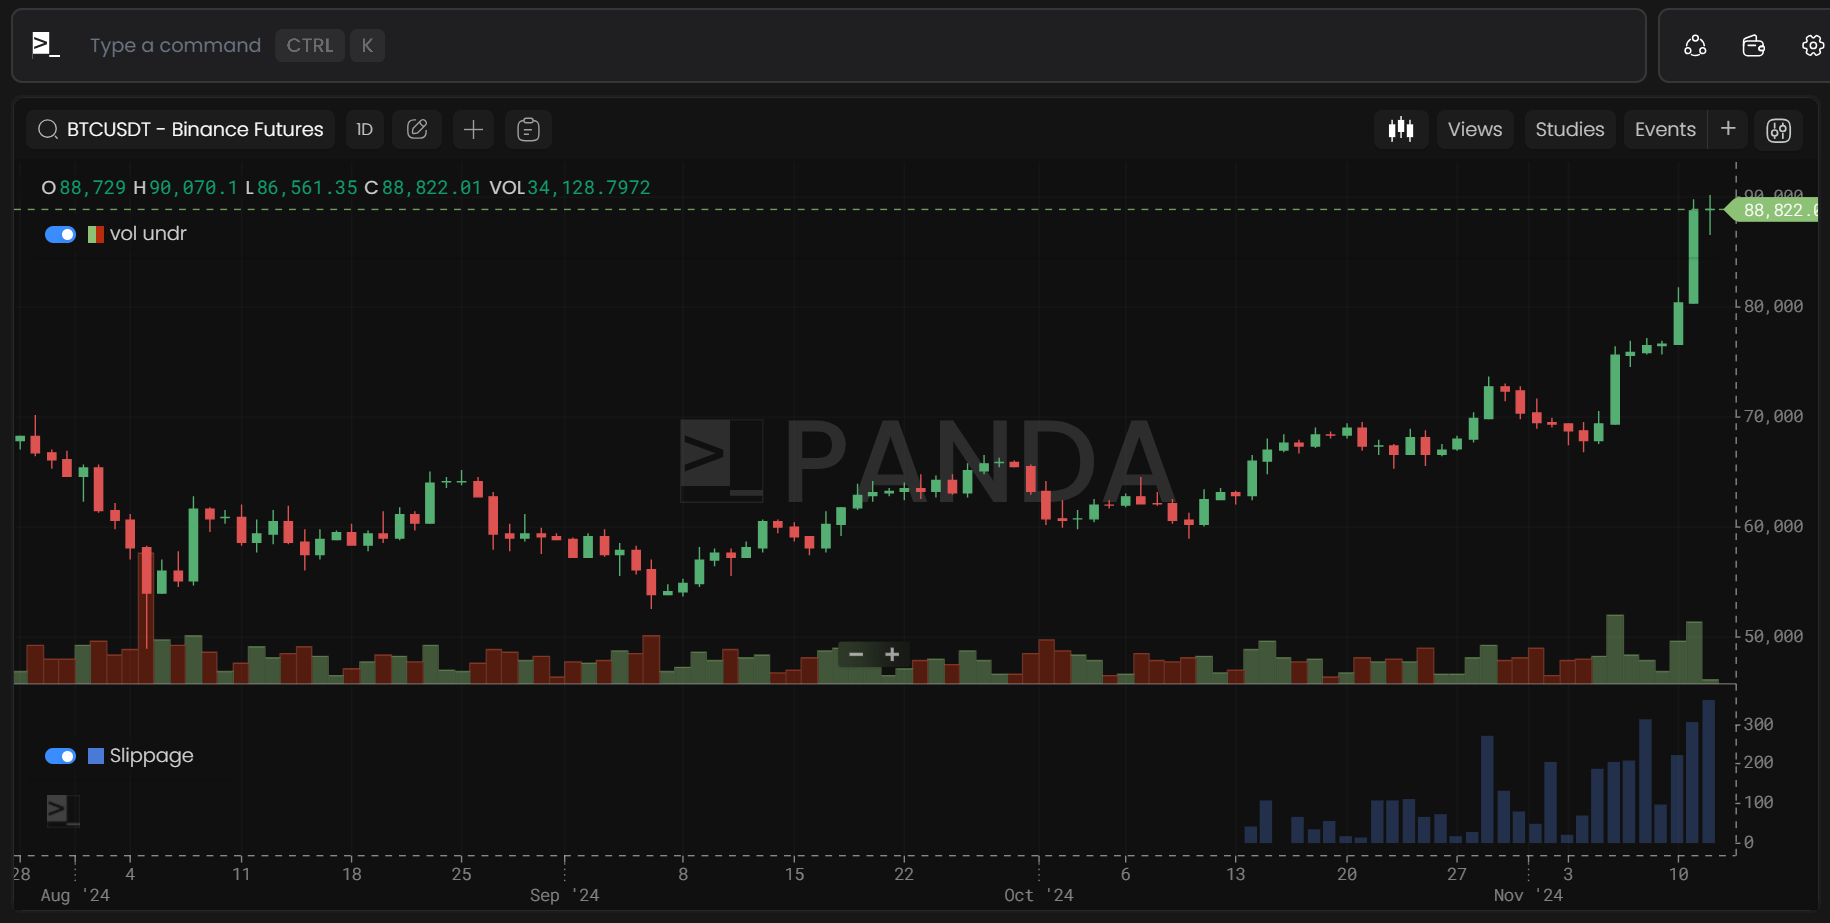 >_ Type a command CTRL K
BTCUSDT - Binance Futures 1D Views Studies Events +
O 88,729 H 90,070.1 L 86,561.35 C 88,822.01 VOL 34,128.7972
90,000
88,822.0
vol undr
80,000
70,000
>_ PANDA
60,000
50,000
− +
300
Slippage
200
100
0
28 4 11 18 25 8 15 22 6 13 20 27 3 10
Aug '24 Sep '24 Oct '24 Nov '24